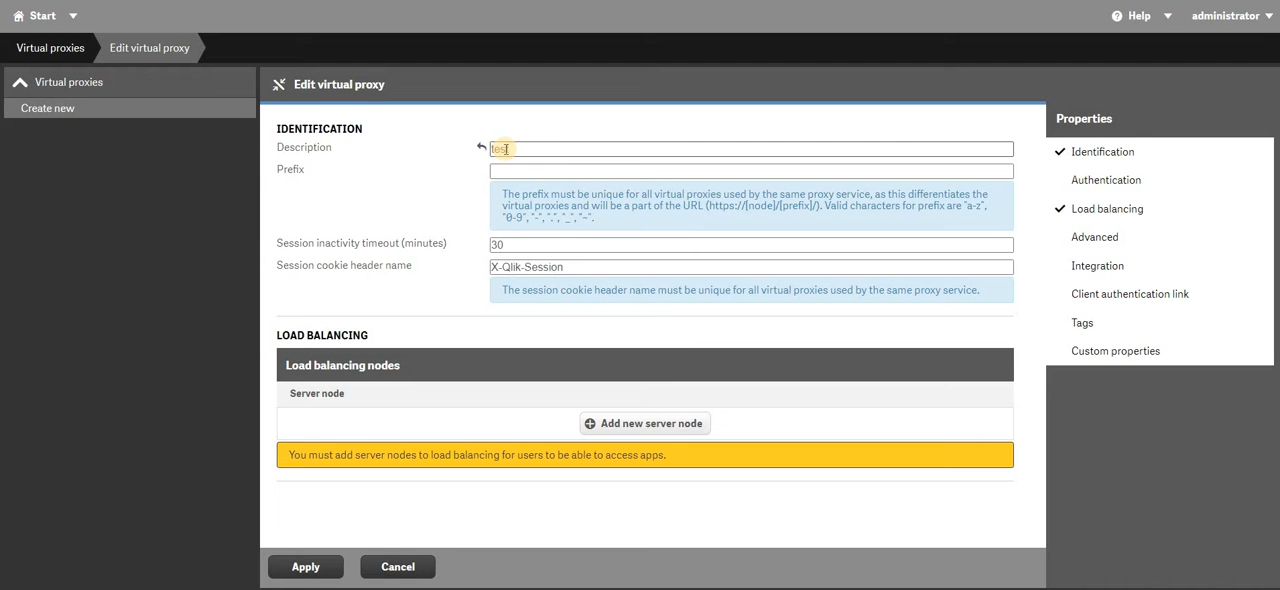 Start
Help
administrator
Virtual proxies
Edit virtual proxy
Virtual proxies
Create new
Edit virtual proxy
IDENTIFICATION
Description
Prefix
The prefix must be unique for all virtual proxies used by the same proxy service, as this differentiates the
virtual proxies and will be a part of the URL (https://[node]/[prefix]/). Valid characters for prefix are "a-z",
"0-9", "-", ".", "_", "~".
Session inactivity timeout (minutes)
30
Session cookie header name
X-Qlik-Session
The session cookie header name must be unique for all virtual proxies used by the same proxy service.
LOAD BALANCING
Load balancing nodes
Server node
Add new server node
You must add server nodes to load balancing for users to be able to access apps.
Apply
Cancel
Properties
Identification
Authentication
Load balancing
Advanced
Integration
Client authentication link
Tags
Custom properties